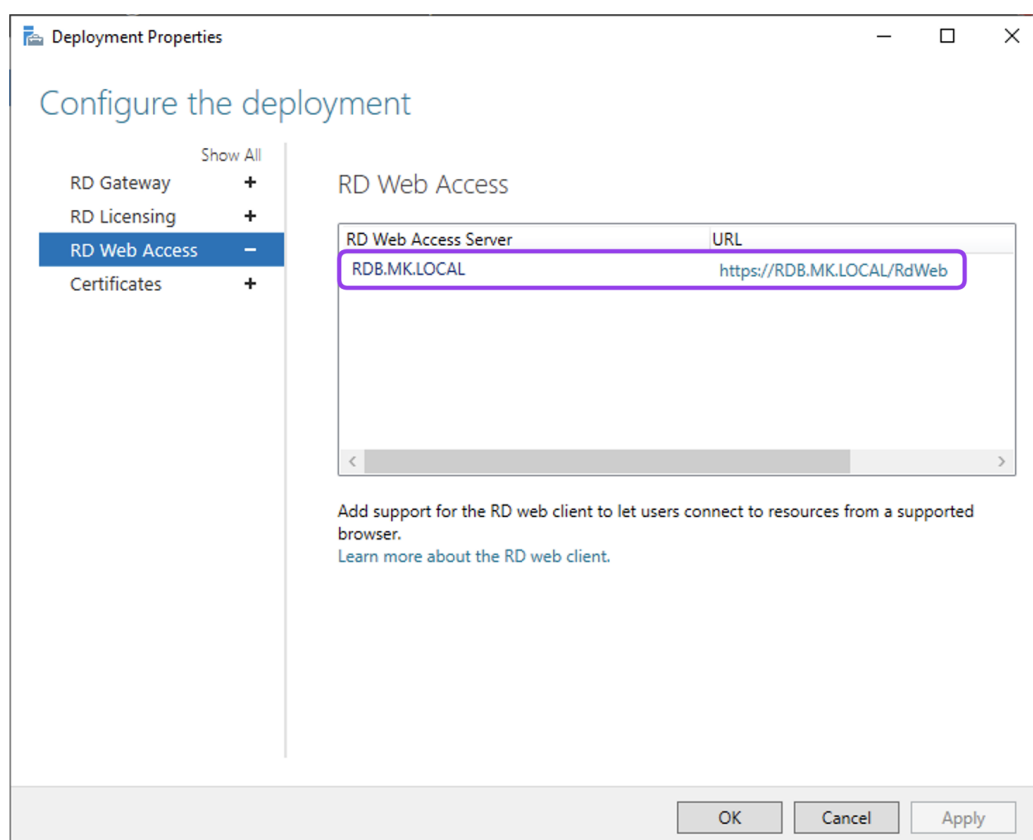 Deployment Properties
Configure the deployment
Show All
RD Gateway +
RD Licensing +
RD Web Access –
Certificates +
RD Web Access
RD Web Access Server URL
RDB.MK.LOCAL https://RDB.MK.LOCAL/RdWeb
Add support for the RD web client to let users connect to resources from a supported
browser.
Learn more about the RD web client.
OK Cancel Apply